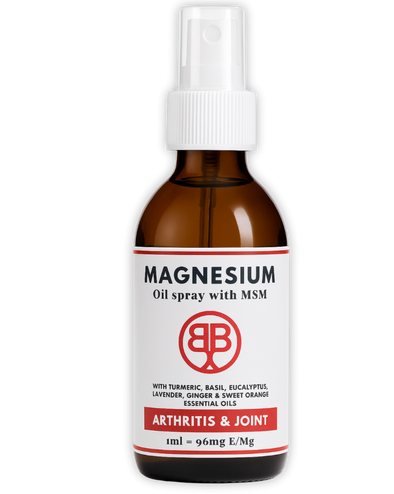 MAGNESIUM
Oil spray with MSM
BB
WITH TURMERIC, BASIL, EUCALYPTUS,
LAVENDER, GINGER & SWEET ORANGE
ESSENTIAL OILS
ARTHRITIS & JOINT
1ml = 96mg E/Mg